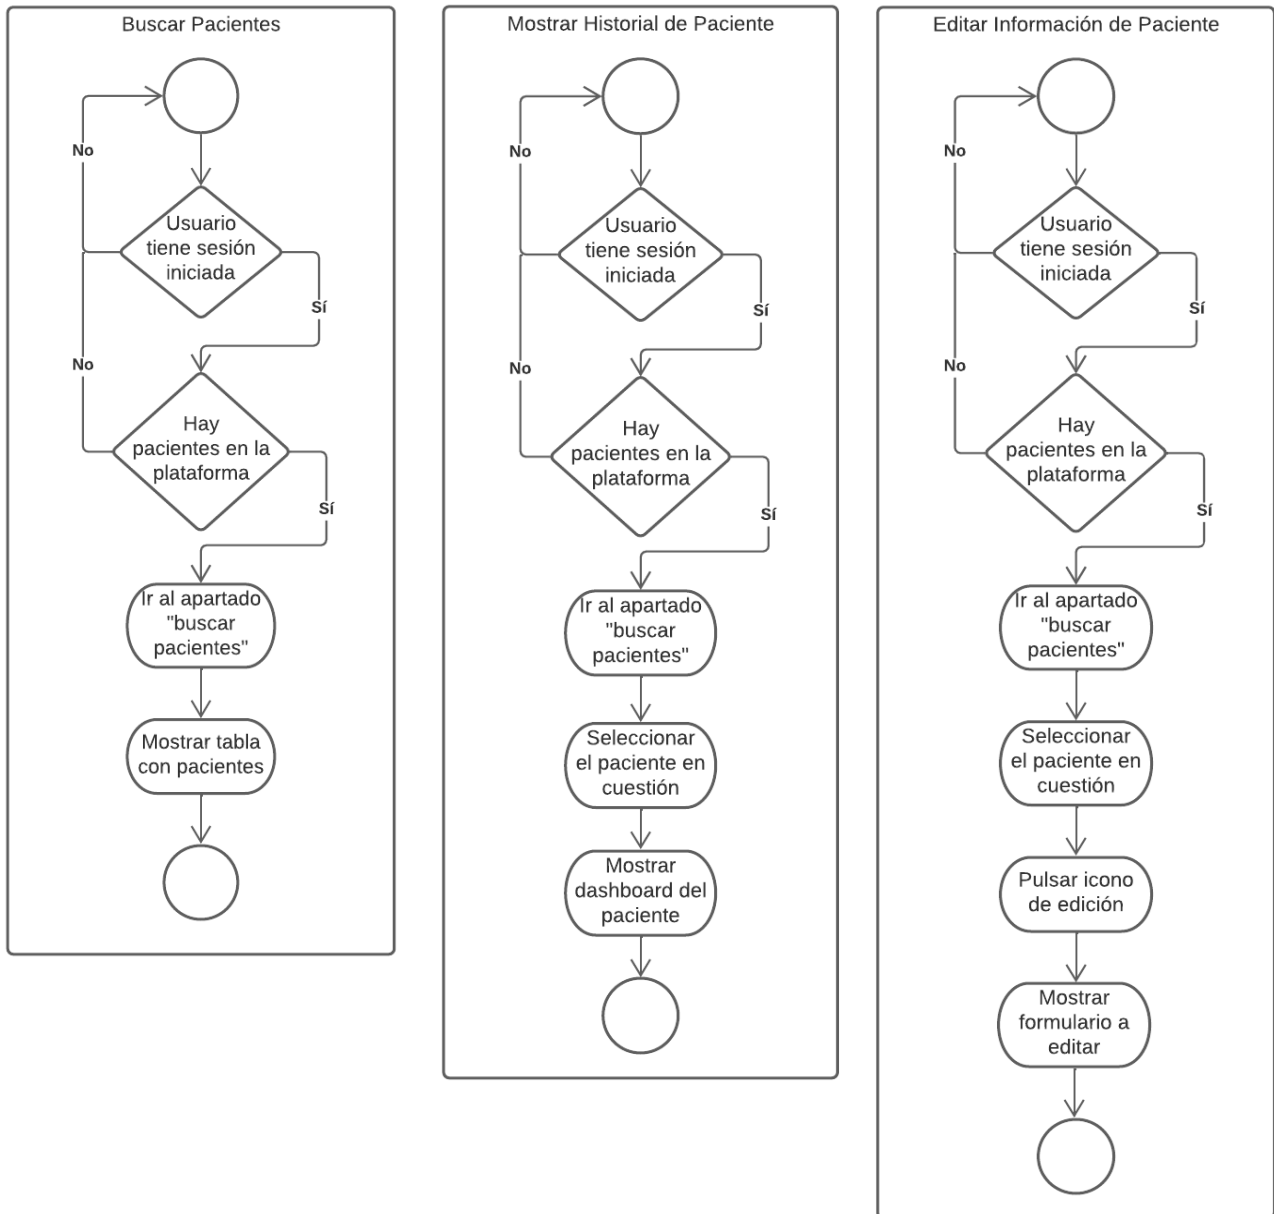 Buscar Pacientes
No
Usuario
tiene sesión
iniciada
Sí
No
Hay
pacientes en la
plataforma
Sí
Ir al apartado
"buscar
pacientes"
Mostrar tabla
con pacientes
Mostrar Historial de Paciente
No
Usuario
tiene sesión
iniciada
Sí
No
Hay
pacientes en la
plataforma
Sí
Ir al apartado
"buscar
pacientes"
Seleccionar
el paciente en
cuestión
Mostrar
dashboard del
paciente
Editar Información de Paciente
No
Usuario
tiene sesión
iniciada
Sí
No
Hay
pacientes en la
plataforma
Sí
Ir al apartado
"buscar
pacientes"
Seleccionar
el paciente en
cuestión
Pulsar icono
de edición
Mostrar
formulario a
editar